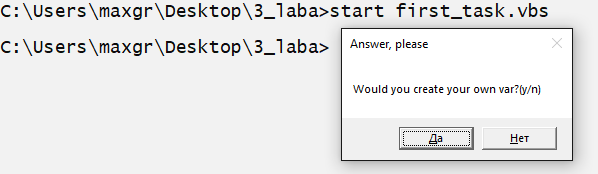 C:\Users\maxgr\Desktop\3_laba>start first_task.vbs
C:\Users\maxgr\Desktop\3_laba>
Answer, please
Would you create your own var?(y/n)
Да
Нет